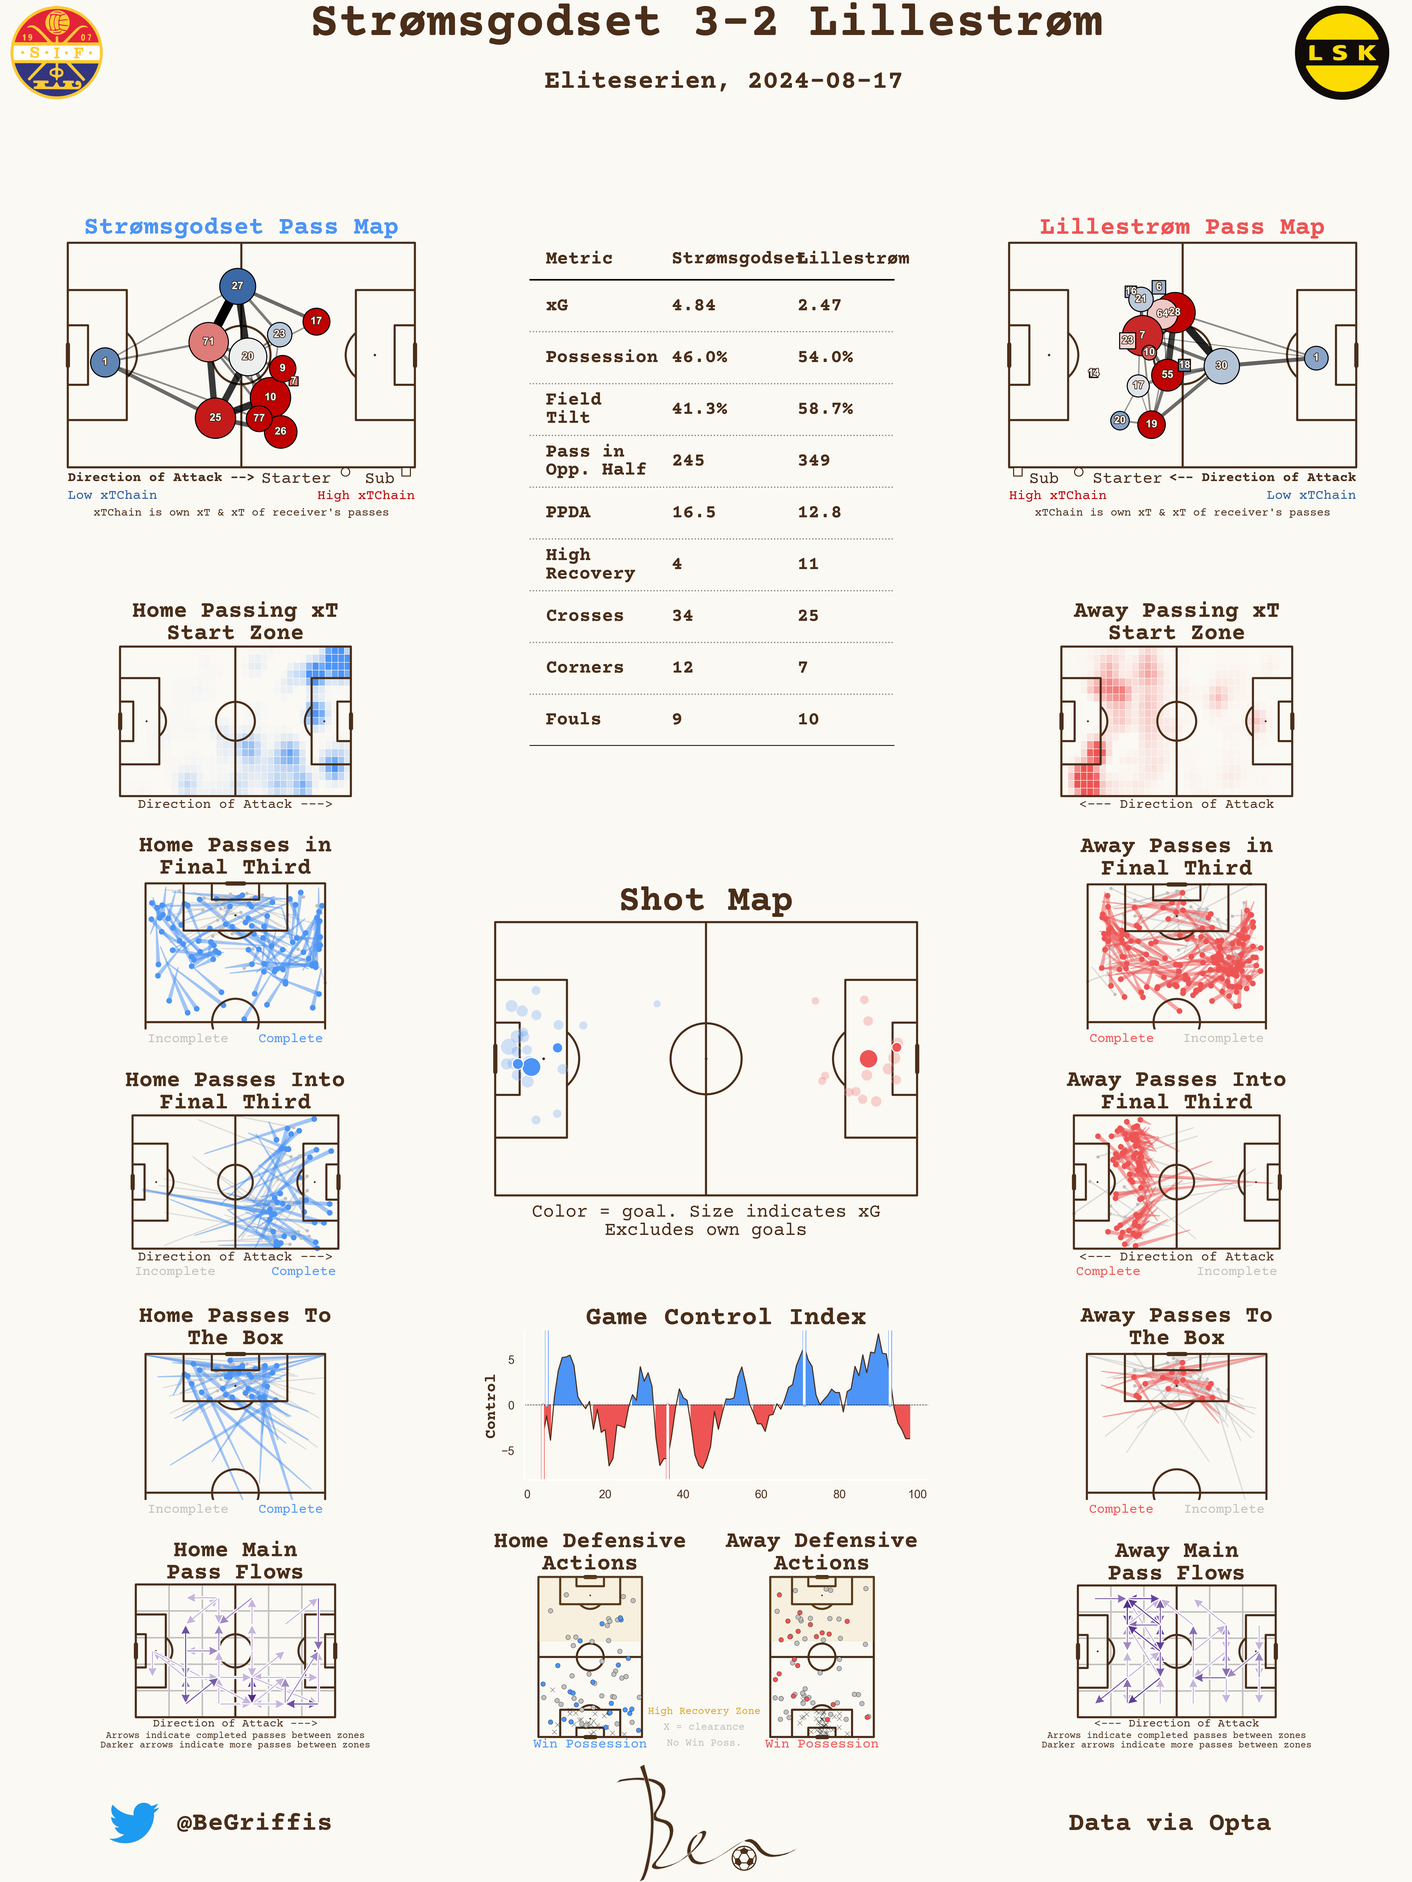 Strømsgodset 3-2 Lillestrøm
Eliteserien, 2024-08-17
19 07
S.I.F
LSK
Strømsgodset Pass Map
27
17
23
71
20
1
9
7
10
25
77
26
Direction of Attack --> Starter Sub
Low xTChain High xTChain
xTChain is own xT & xT of receiver's passes
Metric Strømsgodset Lillestrøm
xG 4.84 2.47
Possession 46.0% 54.0%
Field
Tilt 41.3% 58.7%
Pass in
Opp. Half 245 349
PPDA 16.5 12.8
High
Recovery 4 11
Crosses 34 25
Corners 12 7
Fouls 9 10
Lillestrøm Pass Map
16
6
21
64
28
7
23
10
1
18
30
14
55
17
20
19
Sub Starter <-- Direction of Attack
High xTChain Low xTChain
xTChain is own xT & xT of receiver's passes
Home Passing xT
Start Zone
Direction of Attack --->
Away Passing xT
Start Zone
<--- Direction of Attack
Home Passes in
Final Third
Incomplete Complete
Away Passes in
Final Third
Complete Incomplete
Shot Map
Color = goal. Size indicates xG
Excludes own goals
Home Passes Into
Final Third
Direction of Attack --->
Incomplete Complete
Away Passes Into
Final Third
<--- Direction of Attack
Complete Incomplete
Home Passes To
The Box
Incomplete Complete
Game Control Index
Control
5
0
−5
0 20 40 60 80 100
Away Passes To
The Box
Complete Incomplete
Home Main
Pass Flows
Direction of Attack --->
Arrows indicate completed passes between zones
Darker arrows indicate more passes between zones
Home Defensive
Actions
Win Possession
Away Defensive
Actions
Win Possession
High Recovery Zone
X = clearance
No Win Poss.
Away Main
Pass Flows
<--- Direction of Attack
Arrows indicate completed passes between zones
Darker arrows indicate more passes between zones
@BeGriffis
Ben
Data via Opta